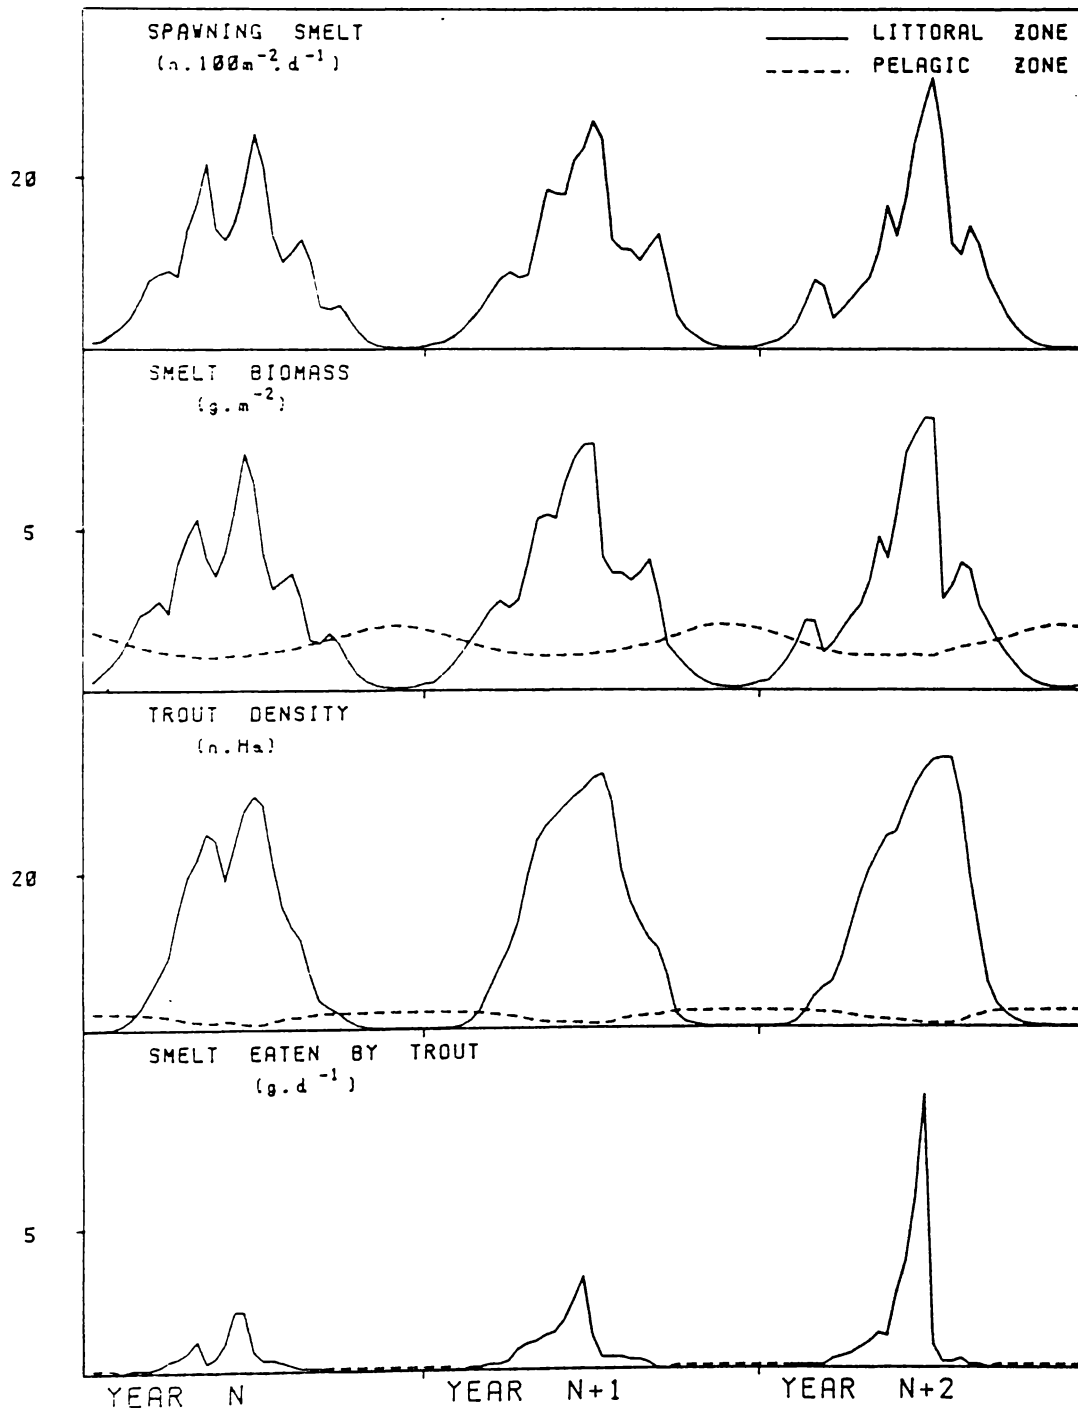 SPAWNING SMELT
(n.100m⁻².d⁻¹)
LITTORAL ZONE
PELAGIC ZONE
20
SMELT BIOMASS
(g.m⁻²)
5
TROUT DENSITY
(n.Ha)
20
SMELT EATEN BY TROUT
(g.d⁻¹)
5
YEAR N
YEAR N+1
YEAR N+2